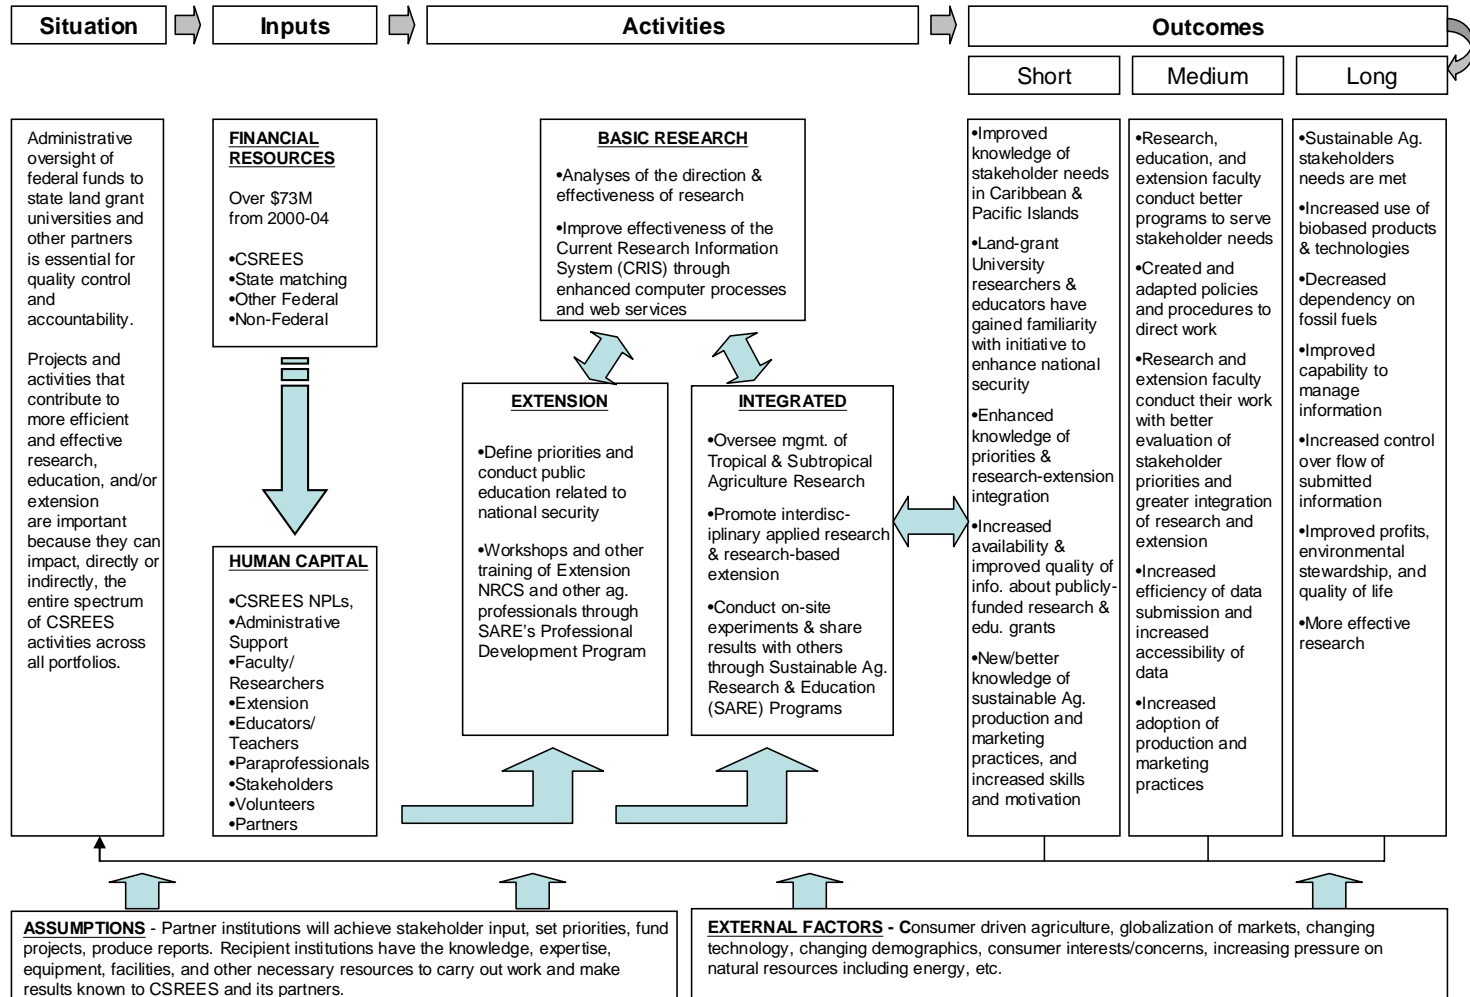 Situation
Inputs
Activities
Outcomes
Short
Medium
Long
Administrative
oversight of
federal funds to
state land grant
universities and
other partners
is essential for
quality control
and
accountability.
Projects and
activities that
contribute to
more efficient
and effective
research,
education, and/or
extension
are important
because they can
impact, directly or
indirectly, the
entire spectrum
of CSREES
activities across
all portfolios.
FINANCIAL
RESOURCES
Over $73M
from 2000-04
•CSREES
•State matching
•Other Federal
•Non-Federal
HUMAN CAPITAL
•CSREES NPLs,
•Administrative
Support
•Faculty/
Researchers
•Extension
•Educators/
Teachers
•Paraprofessionals
•Stakeholders
•Volunteers
•Partners
BASIC RESEARCH
•Analyses of the direction &
effectiveness of research
•Improve effectiveness of the
Current Research Information
System (CRIS) through
enhanced computer processes
and web services
EXTENSION
•Define priorities and
conduct public
education related to
national security
•Workshops and other
training of Extension
NRCS and other ag.
professionals through
SARE's Professional
Development Program
INTEGRATED
•Oversee mgmt. of
Tropical & Subtropical
Agriculture Research
•Promote interdisc-
iplinary applied research
& research-based
extension
•Conduct on-site
experiments & share
results with others
through Sustainable Ag.
Research & Education
(SARE) Programs
•Improved
knowledge of
stakeholder needs
in Caribbean &
Pacific Islands
•Land-grant
University
researchers &
educators have
gained familiarity
with initiative to
enhance national
security
•Enhanced
knowledge of
priorities &
research-extension
integration
•Increased
availability &
improved quality of
info. about publicly-
funded research &
edu. grants
•New/better
knowledge of
sustainable Ag.
production and
marketing
practices, and
increased skills
and motivation
•Research,
education, and
extension faculty
conduct better
programs to serve
stakeholder needs
•Created and
adapted policies
and procedures to
direct work
•Research and
extension faculty
conduct their work
with better
evaluation of
stakeholder
priorities and
greater integration
of research and
extension
•Increased
efficiency of data
submission and
increased
accessibility of
data
•Increased
adoption of
production and
marketing
practices
•Sustainable Ag.
stakeholders
needs are met
•Increased use of
biobased products
& technologies
•Decreased
dependency on
fossil fuels
•Improved
capability to
manage
information
•Increased control
over flow of
submitted
information
•Improved profits,
environmental
stewardship, and
quality of life
•More effective
research
ASSUMPTIONS - Partner institutions will achieve stakeholder input, set priorities, fund
projects, produce reports. Recipient institutions have the knowledge, expertise,
equipment, facilities, and other necessary resources to carry out work and make
results known to CSREES and its partners.
EXTERNAL FACTORS - Consumer driven agriculture, globalization of markets, changing
technology, changing demographics, consumer interests/concerns, increasing pressure on
natural resources including energy, etc.